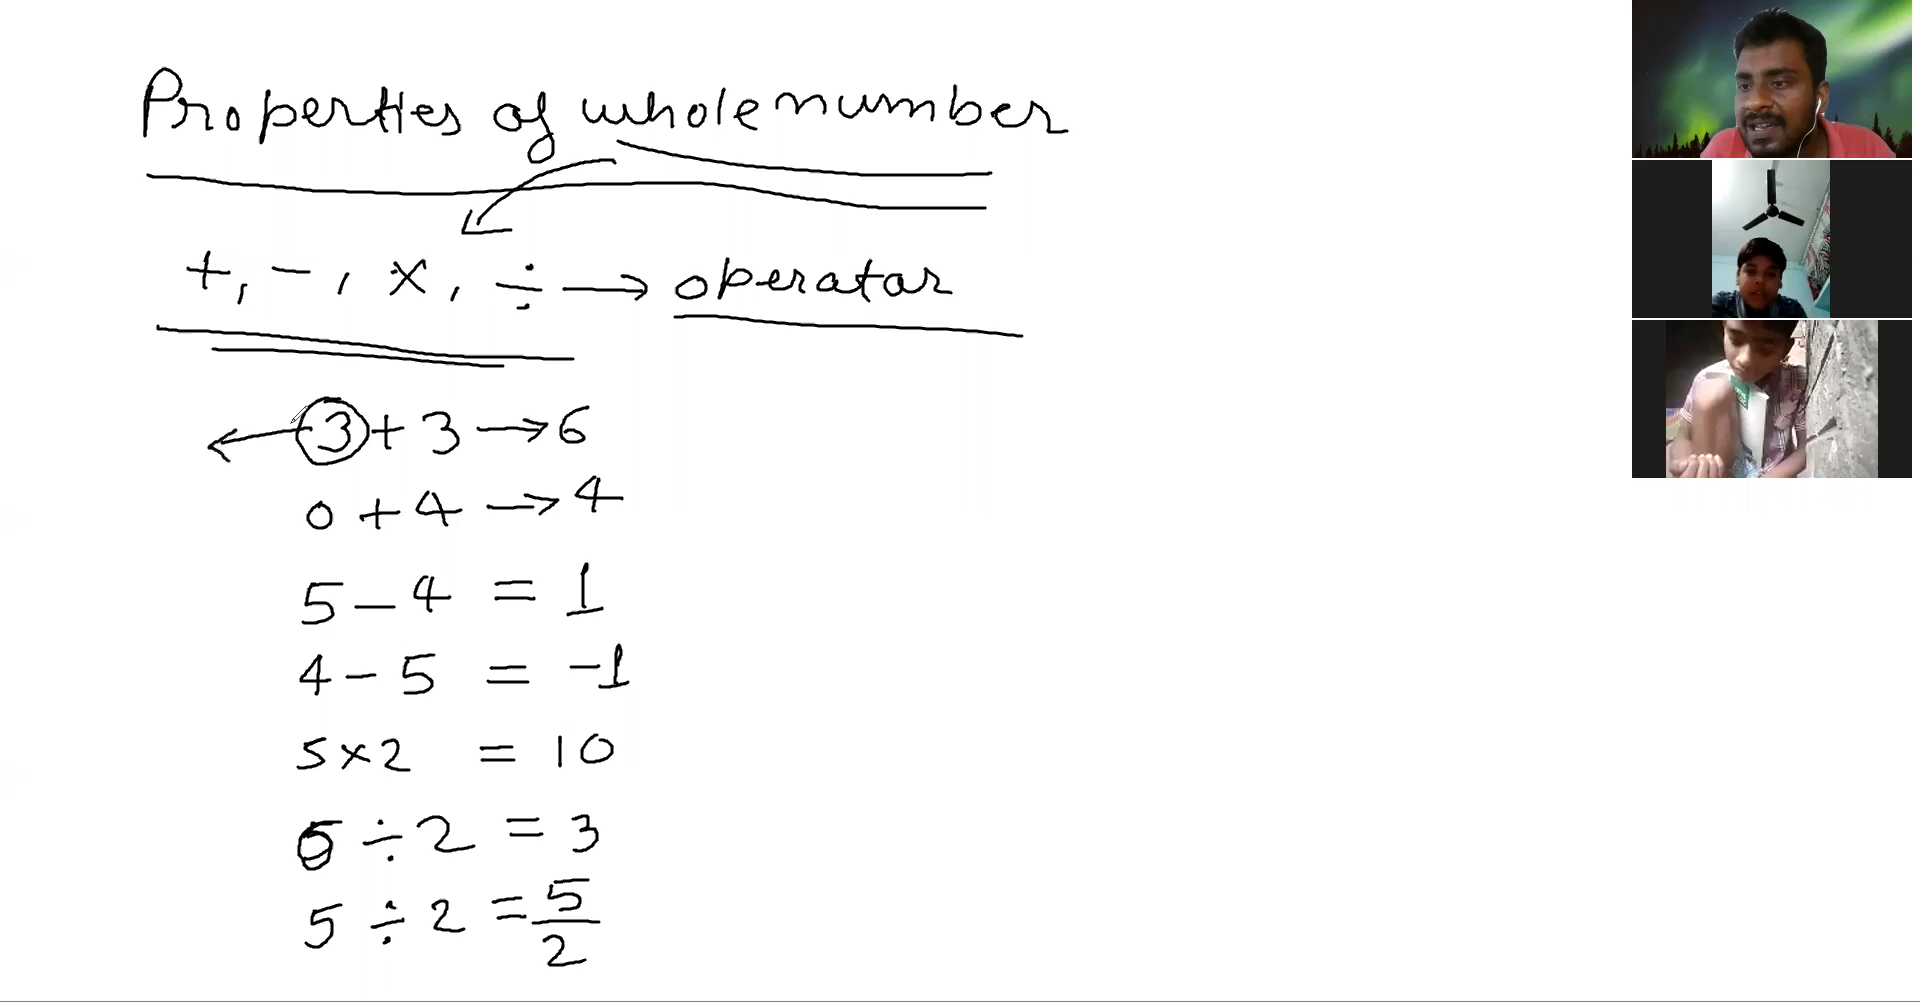 Properties of whole number
+, -, x, ÷ → operatar
← 3 + 3 → 6
0 + 4 → 4
5 - 4 = 1
4 - 5 = -1
5 x 2 = 10
6 ÷ 2 = 3
5 ÷ 2 = 5/2